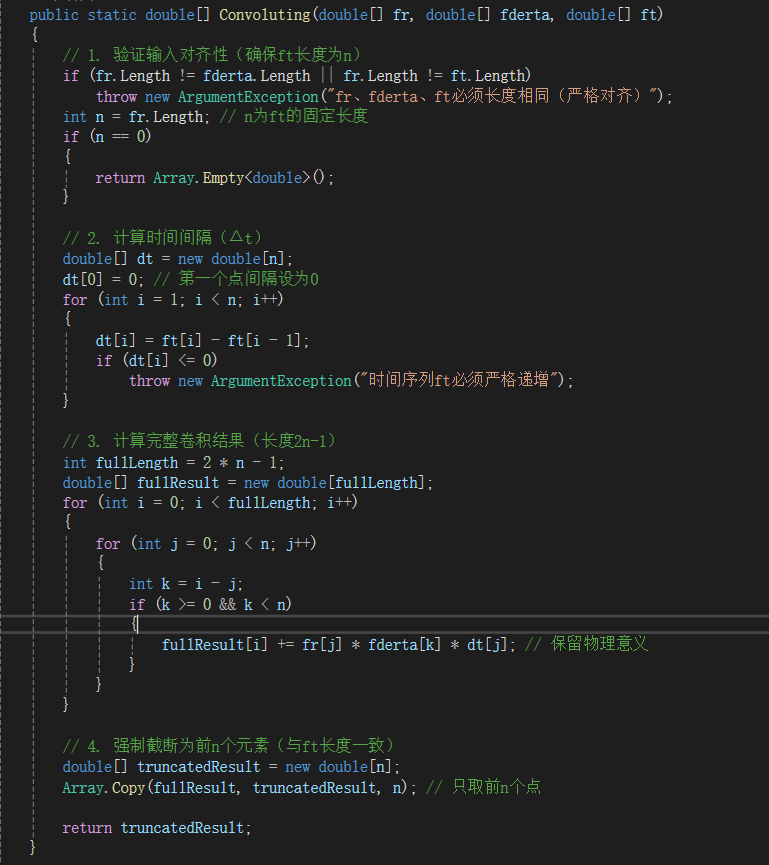 public static double[] Convoluting(double[] fr, double[] fderta, double[] ft)
{
// 1. 验证输入对齐性（确保ft长度为n）
if (fr.Length != fderta.Length || fr.Length != ft.Length)
throw new ArgumentException("fr、fderta、ft必须长度相同（严格对齐）");
int n = fr.Length; // n为ft的固定长度
if (n == 0)
{
return Array.Empty<double>();
}
// 2. 计算时间间隔（△t）
double[] dt = new double[n];
dt[0] = 0; // 第一个点间隔设为0
for (int i = 1; i < n; i++)
{
dt[i] = ft[i] - ft[i - 1];
if (dt[i] <= 0)
throw new ArgumentException("时间序列ft必须严格递增");
}
// 3. 计算完整卷积结果（长度2n-1）
int fullLength = 2 * n - 1;
double[] fullResult = new double[fullLength];
for (int i = 0; i < fullLength; i++)
{
for (int j = 0; j < n; j++)
{
int k = i - j;
if (k >= 0 && k < n)
{
fullResult[i] += fr[j] * fderta[k] * dt[j]; // 保留物理意义
}
}
}
// 4. 强制截断为前n个元素（与ft长度一致）
double[] truncatedResult = new double[n];
Array.Copy(fullResult, truncatedResult, n); // 只取前n个点
return truncatedResult;
}